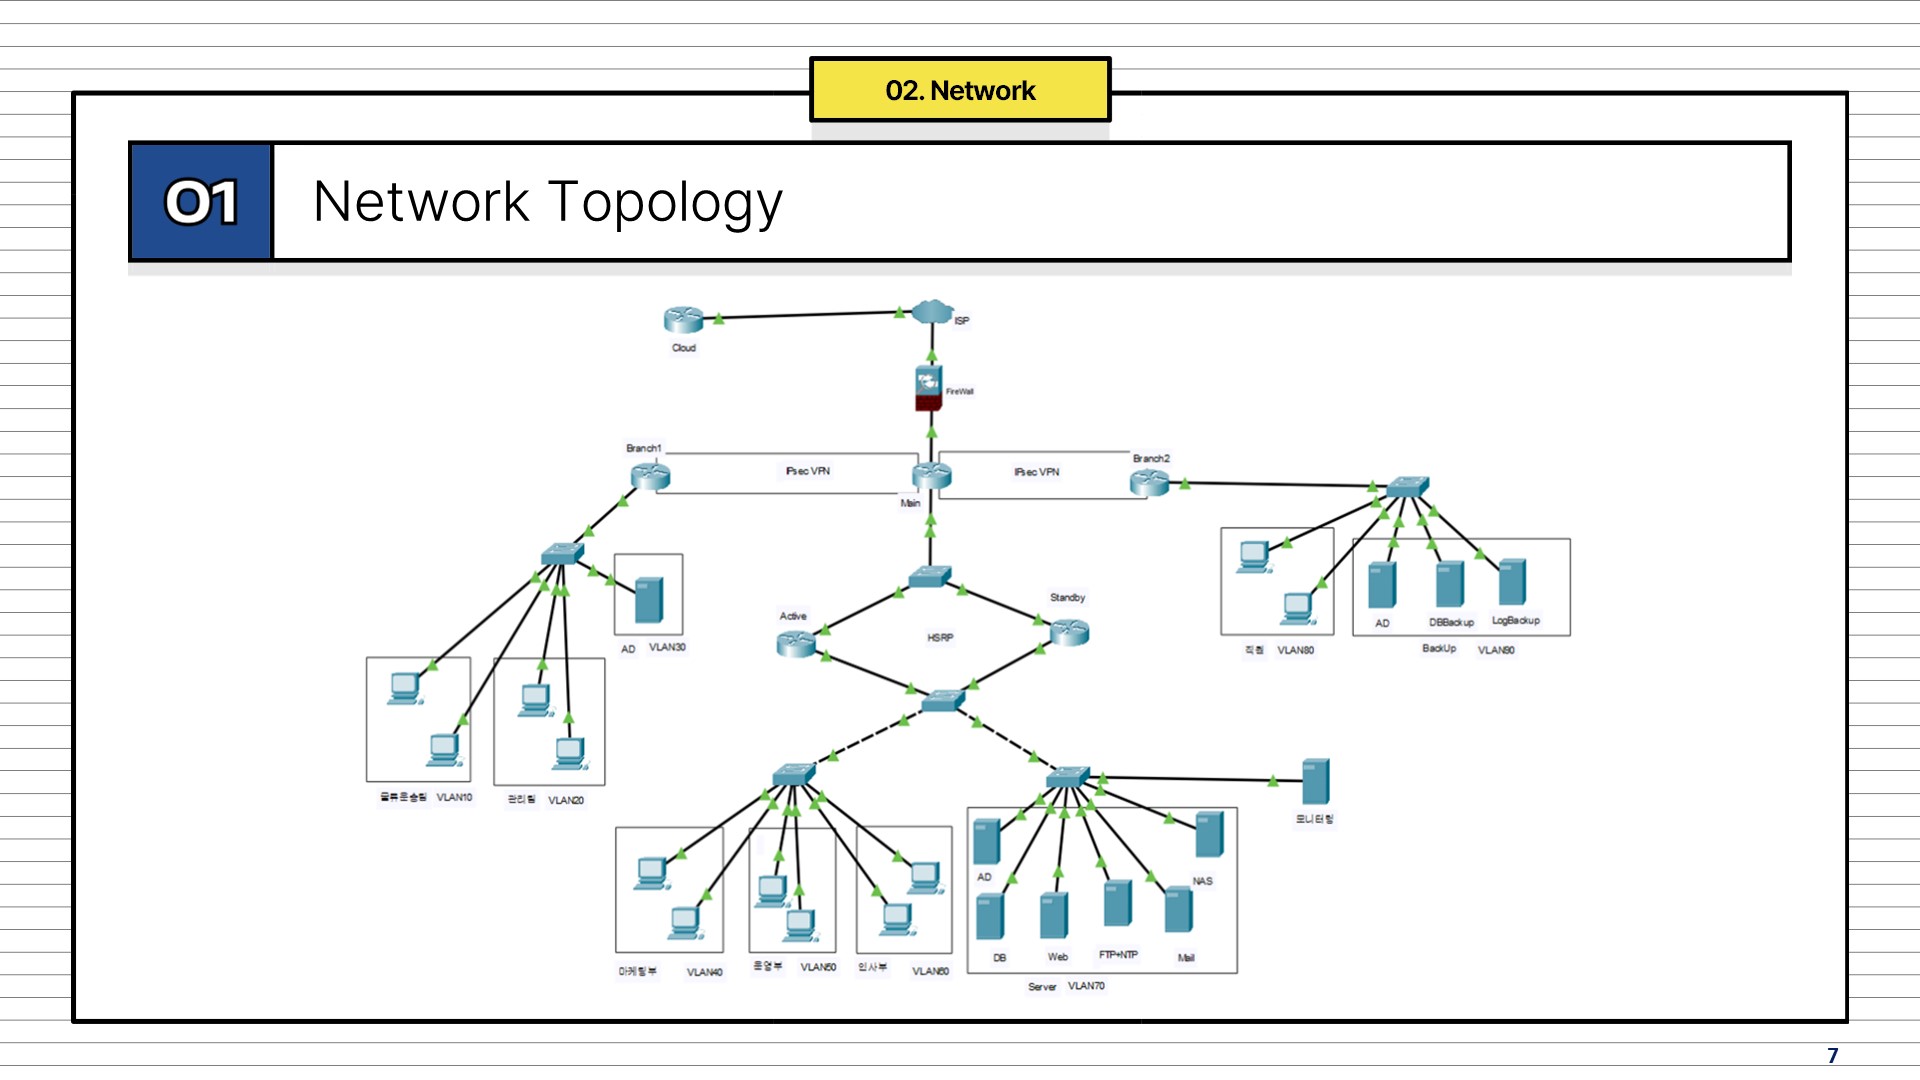 02. Network
01
Network Topology
ISP
Cloud
FireWall
Branch1
IPsec VPN
IPsec VPN
Branch2
Main
Active
Standby
HSRP
AD VLAN30
AD
DBBackup
LogBackup
직원 VLAN80
BackUp VLAN90
물류운송팀 VLAN10
관리팀 VLAN20
모니터링
AD
NAS
DB
Web
FTP+NTP
Mail
마케팅부 VLAN40
운영부 VLAN50
인사부 VLAN60
Server VLAN70
7